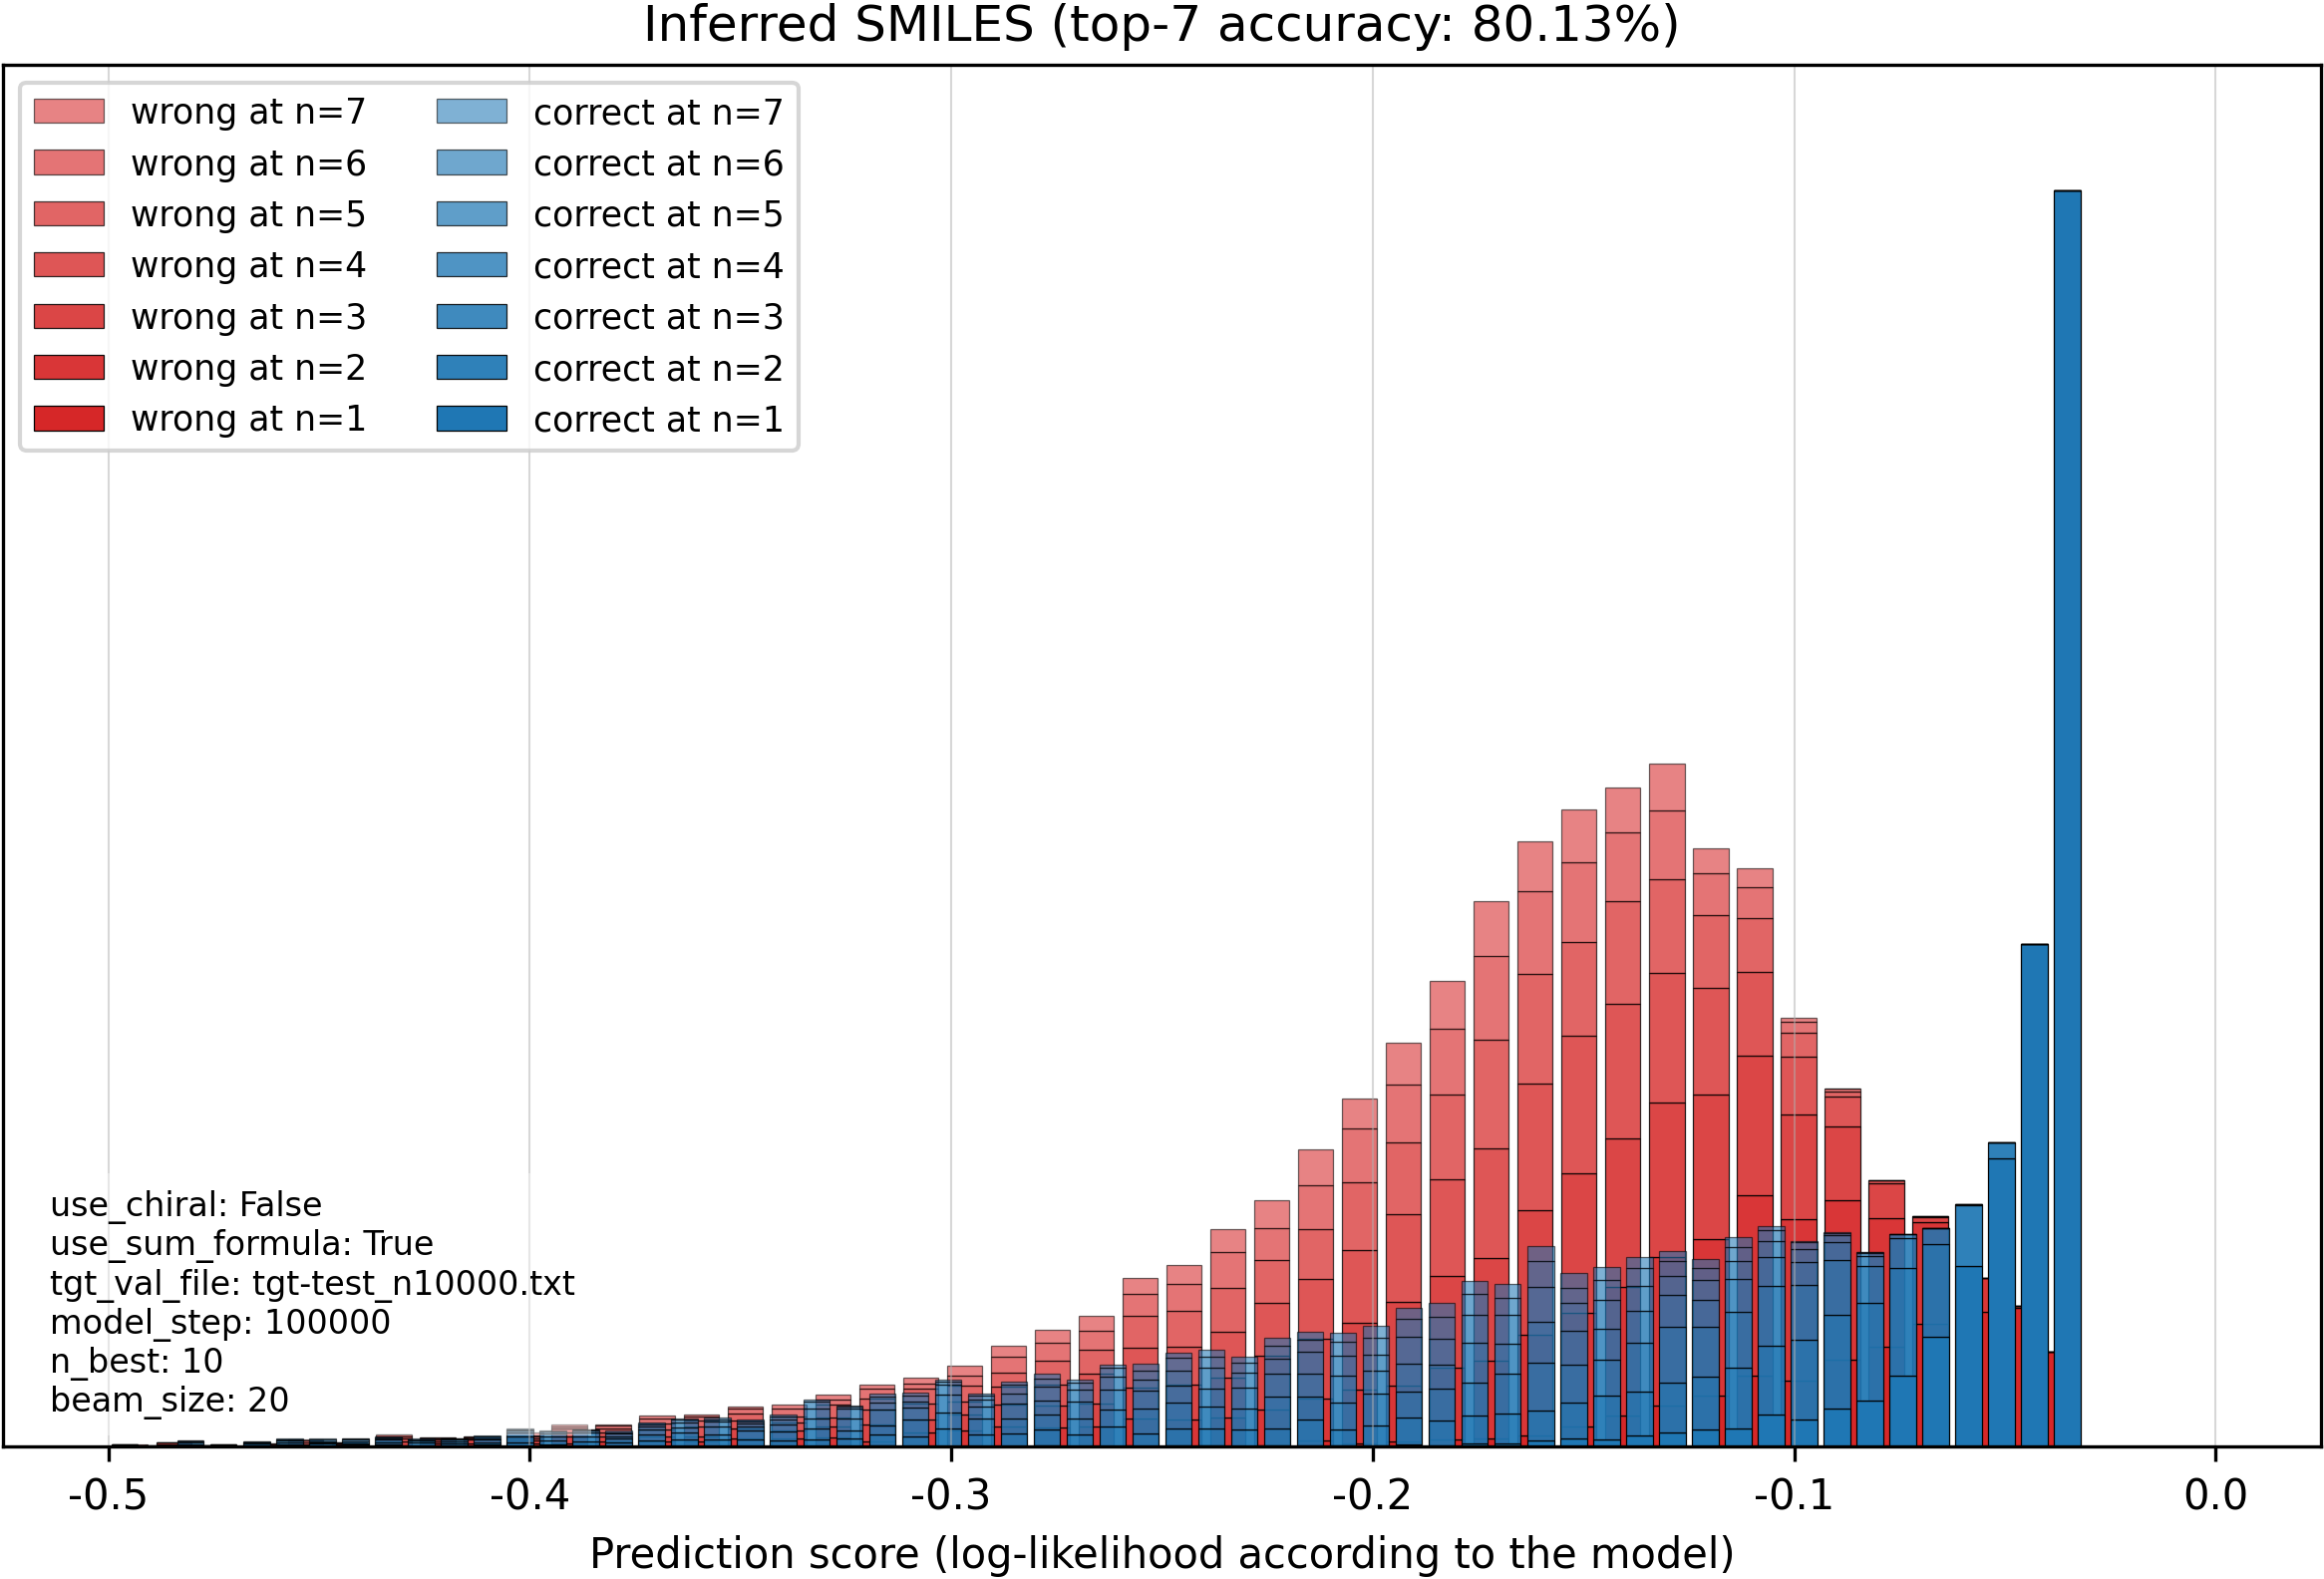 Inferred SMILES (top-7 accuracy: 80.13%)
wrong at n=7
wrong at n=6
wrong at n=5
wrong at n=4
wrong at n=3
wrong at n=2
wrong at n=1
correct at n=7
correct at n=6
correct at n=5
correct at n=4
correct at n=3
correct at n=2
correct at n=1
use_chiral: False
use_sum_formula: True
tgt_val_file: tgt-test_n10000.txt
model_step: 100000
n_best: 10
beam_size: 20
-0.5 -0.4 -0.3 -0.2 -0.1 0.0
Prediction score (log-likelihood according to the model)